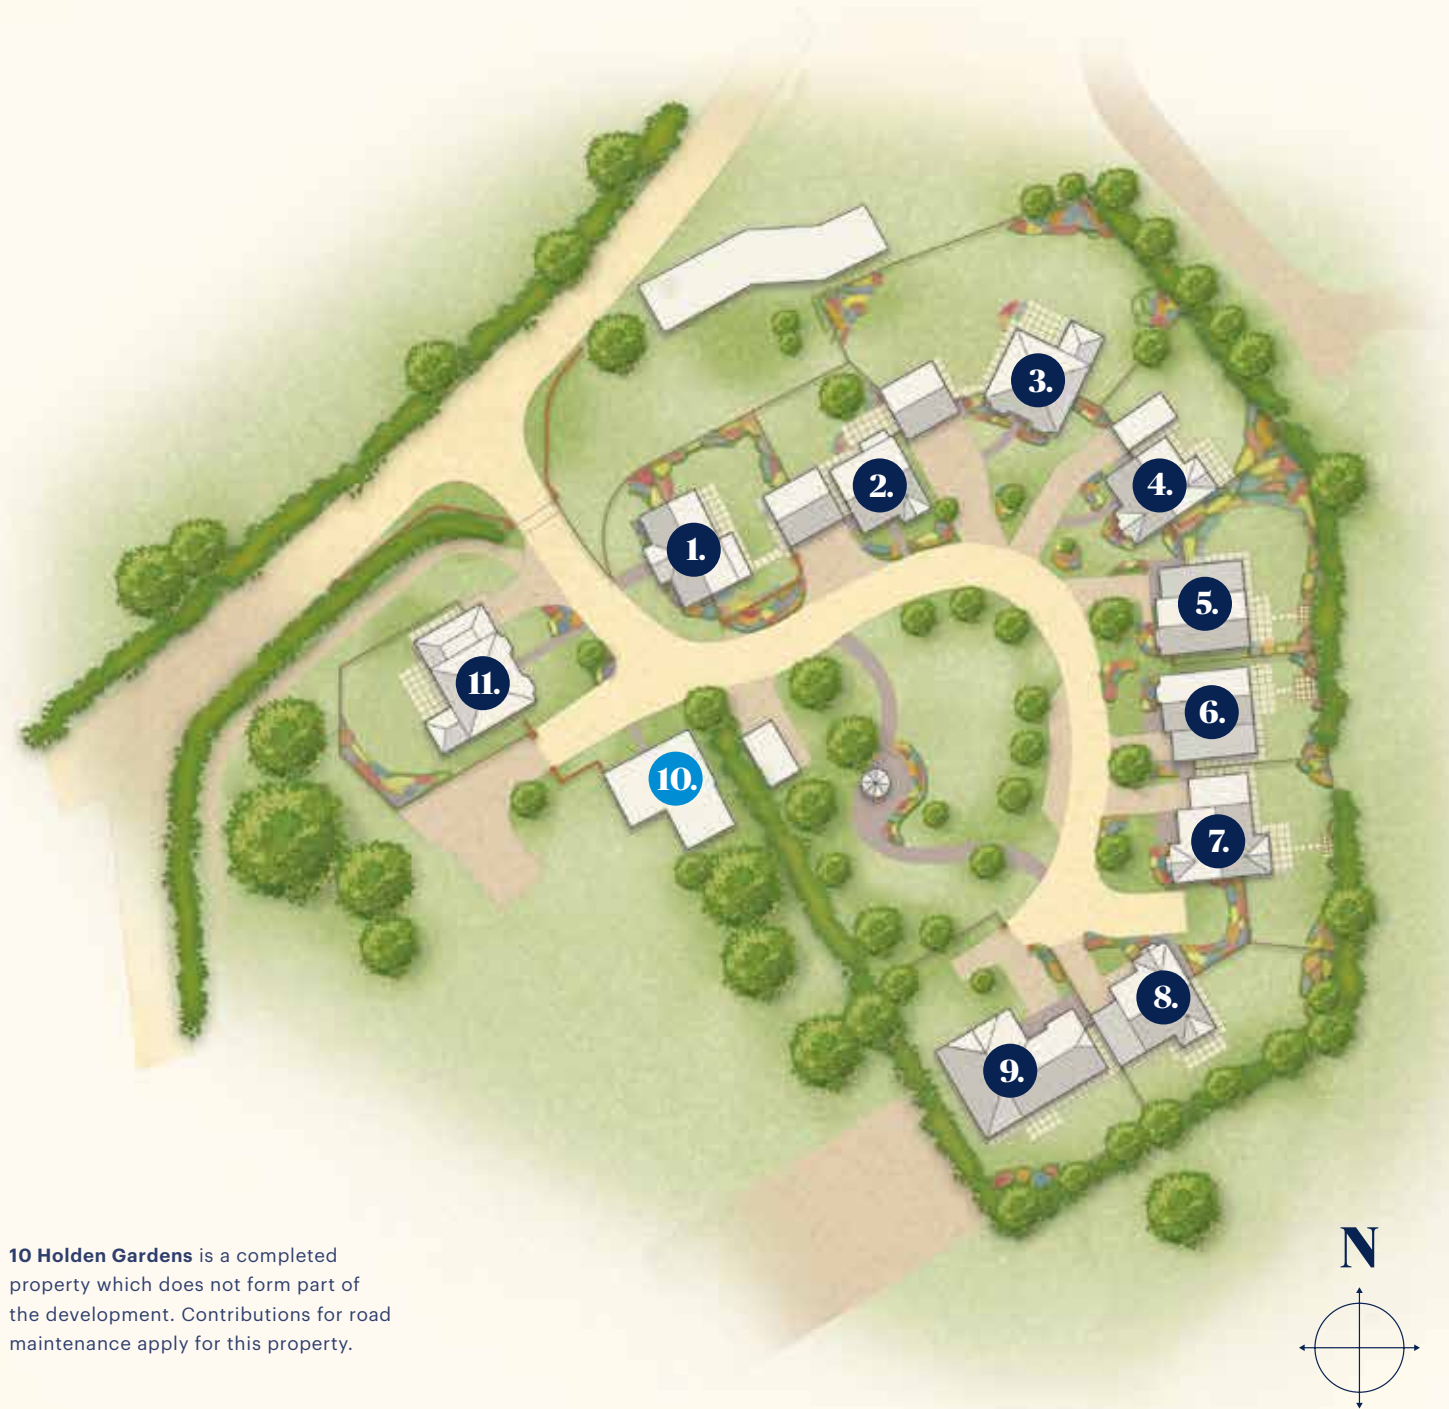 3.
2.
4.
1.
5.
11.
6.
10.
7.
8.
9.
10 Holden Gardens is a completed
property which does not form part of
the development. Contributions for road
maintenance apply for this property.
N